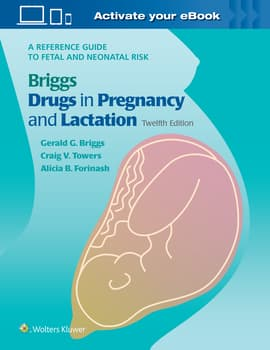 Activate your eBook
A REFERENCE GUIDE
TO FETAL AND NEONATAL RISK
Briggs
Drugs in Pregnancy
and Lactation Twelfth Edition
Gerald G. Briggs
Craig V. Towers
Alicia B. Forinash
Wolters Kluwer